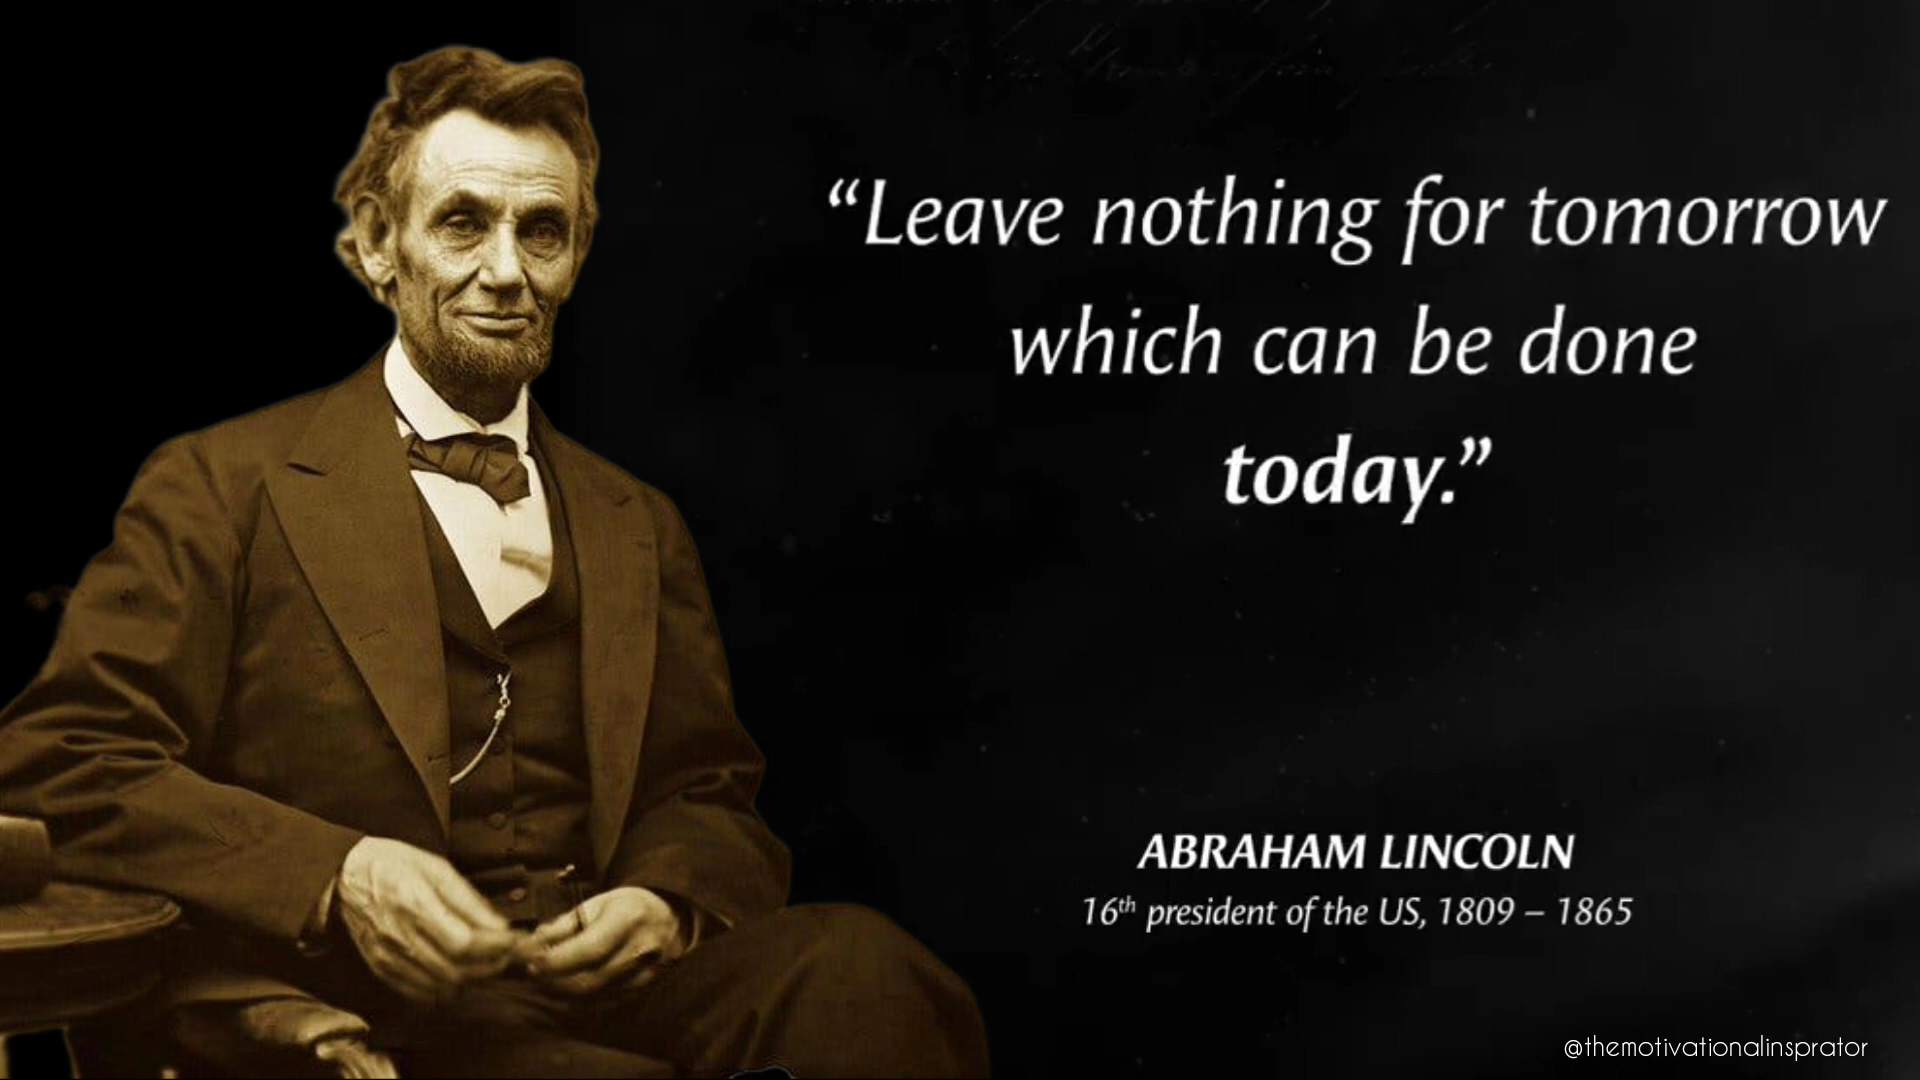 “Leave nothing for tomorrow
which can be done
today.”
ABRAHAM LINCOLN
16th president of the US, 1809 – 1865
@themotivationalinsprator